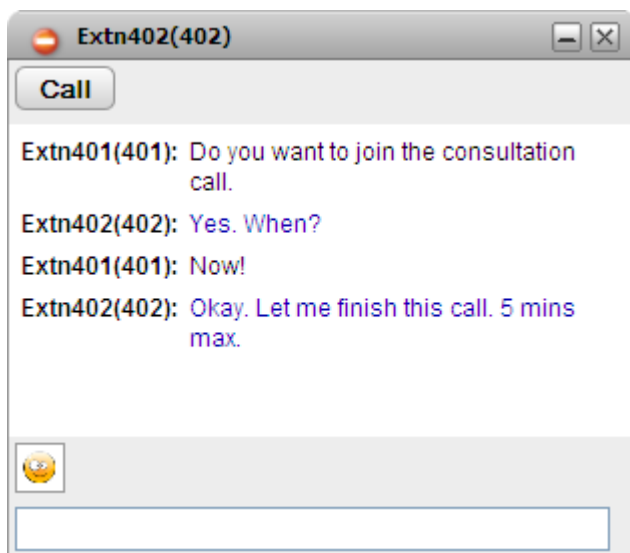 Extn402(402)
Call
Extn401(401): Do you want to join the consultation
call.
Extn402(402): Yes. When?
Extn401(401): Now!
Extn402(402): Okay. Let me finish this call. 5 mins
max.